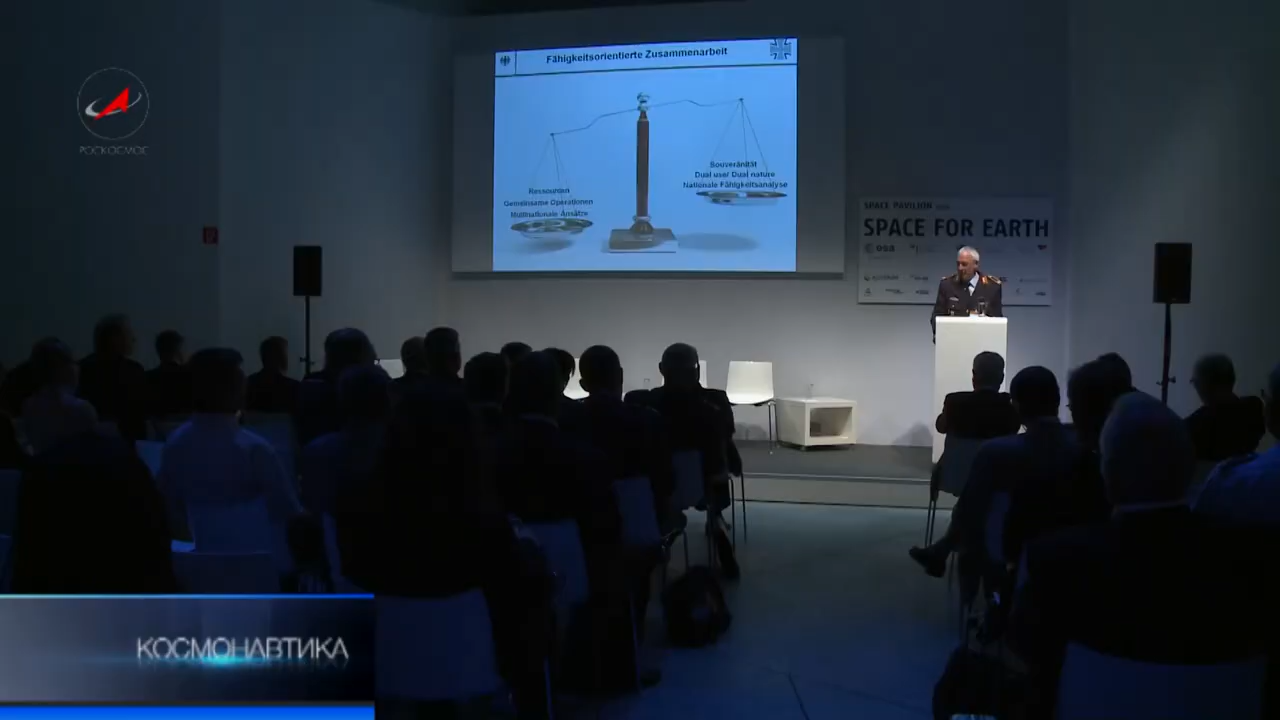 Fähigkeitsorientierte Zusammenarbeit
РОСКОСМОС
Souveränität
Dual use/ Dual nature
Nationale Fähigkeitsanalyse
Ressourcen
Gemeinsame Operationen
Multinationale Ansätze
SPACE PAVILION
SPACE FOR EARTH
esa
КОСМОНАВТИКА